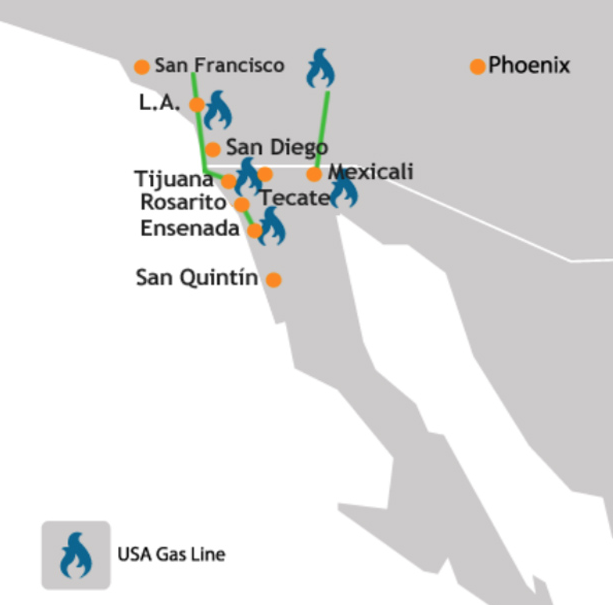 San Francisco
Phoenix
L.A.
San Diego
Mexicali
Tijuana
Tecate
Rosarito
Ensenada
San Quintín
USA Gas Line